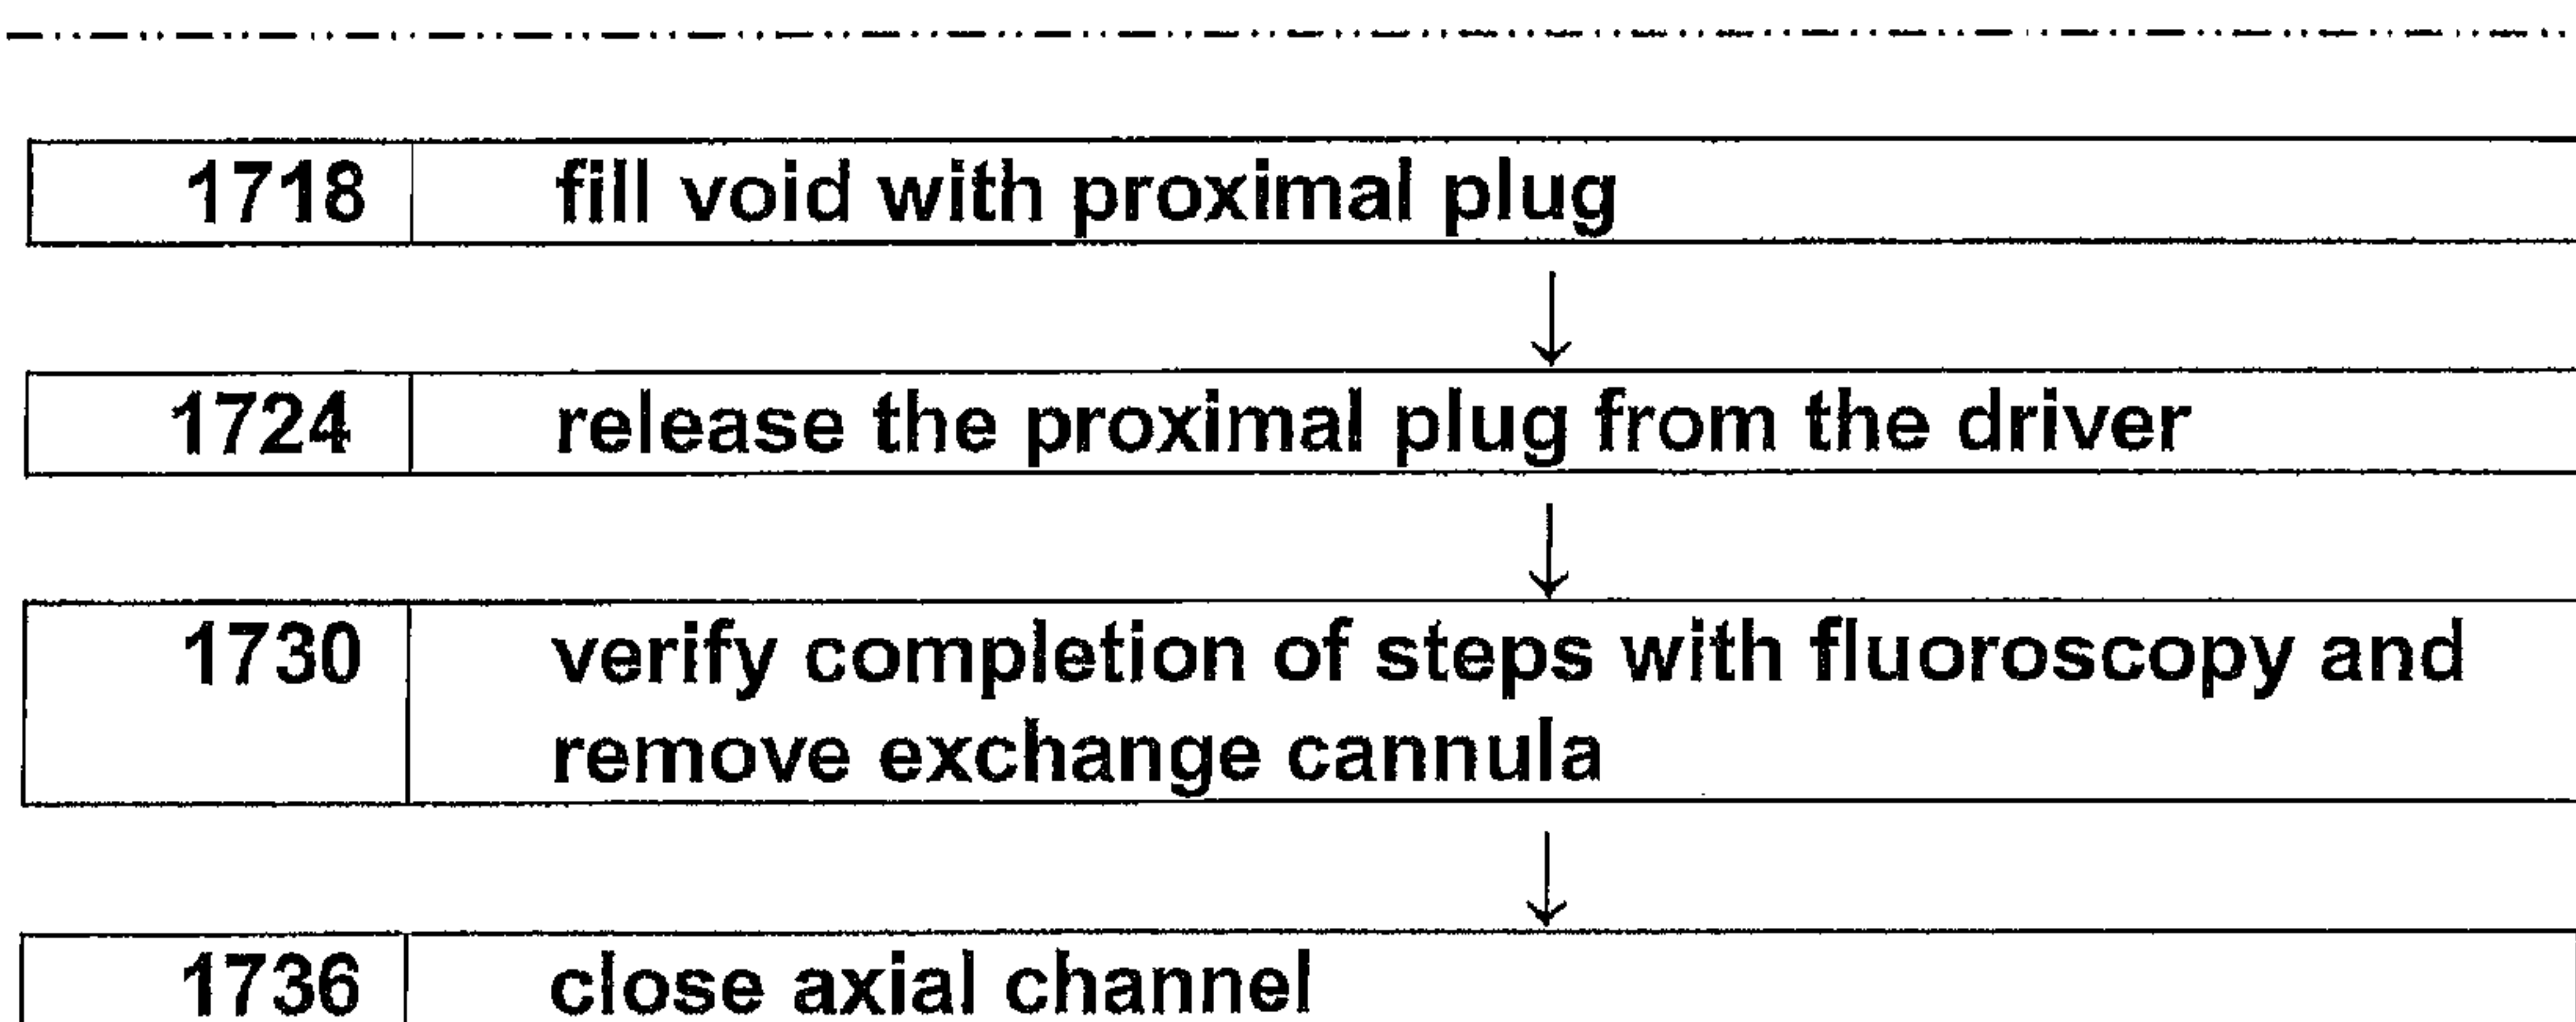 1718 fill void with proximal plug
1724 release the proximal plug from the driver
1730 verify completion of steps with fluoroscopy and
remove exchange cannula
1736 close axial channel